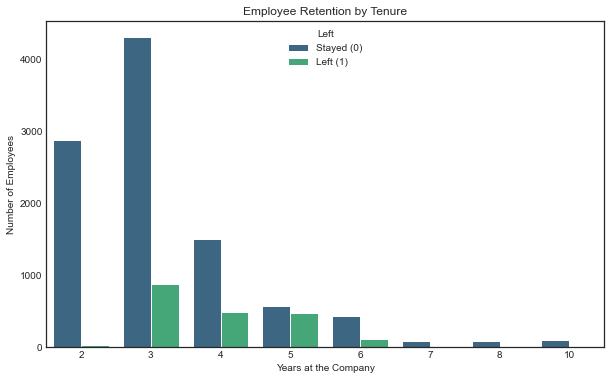 Employee Retention by Tenure
Left
Stayed (0)
Left (1)
Number of Employees
4000
3000
2000
1000
0
2 3 4 5 6 7 8 10
Years at the Company